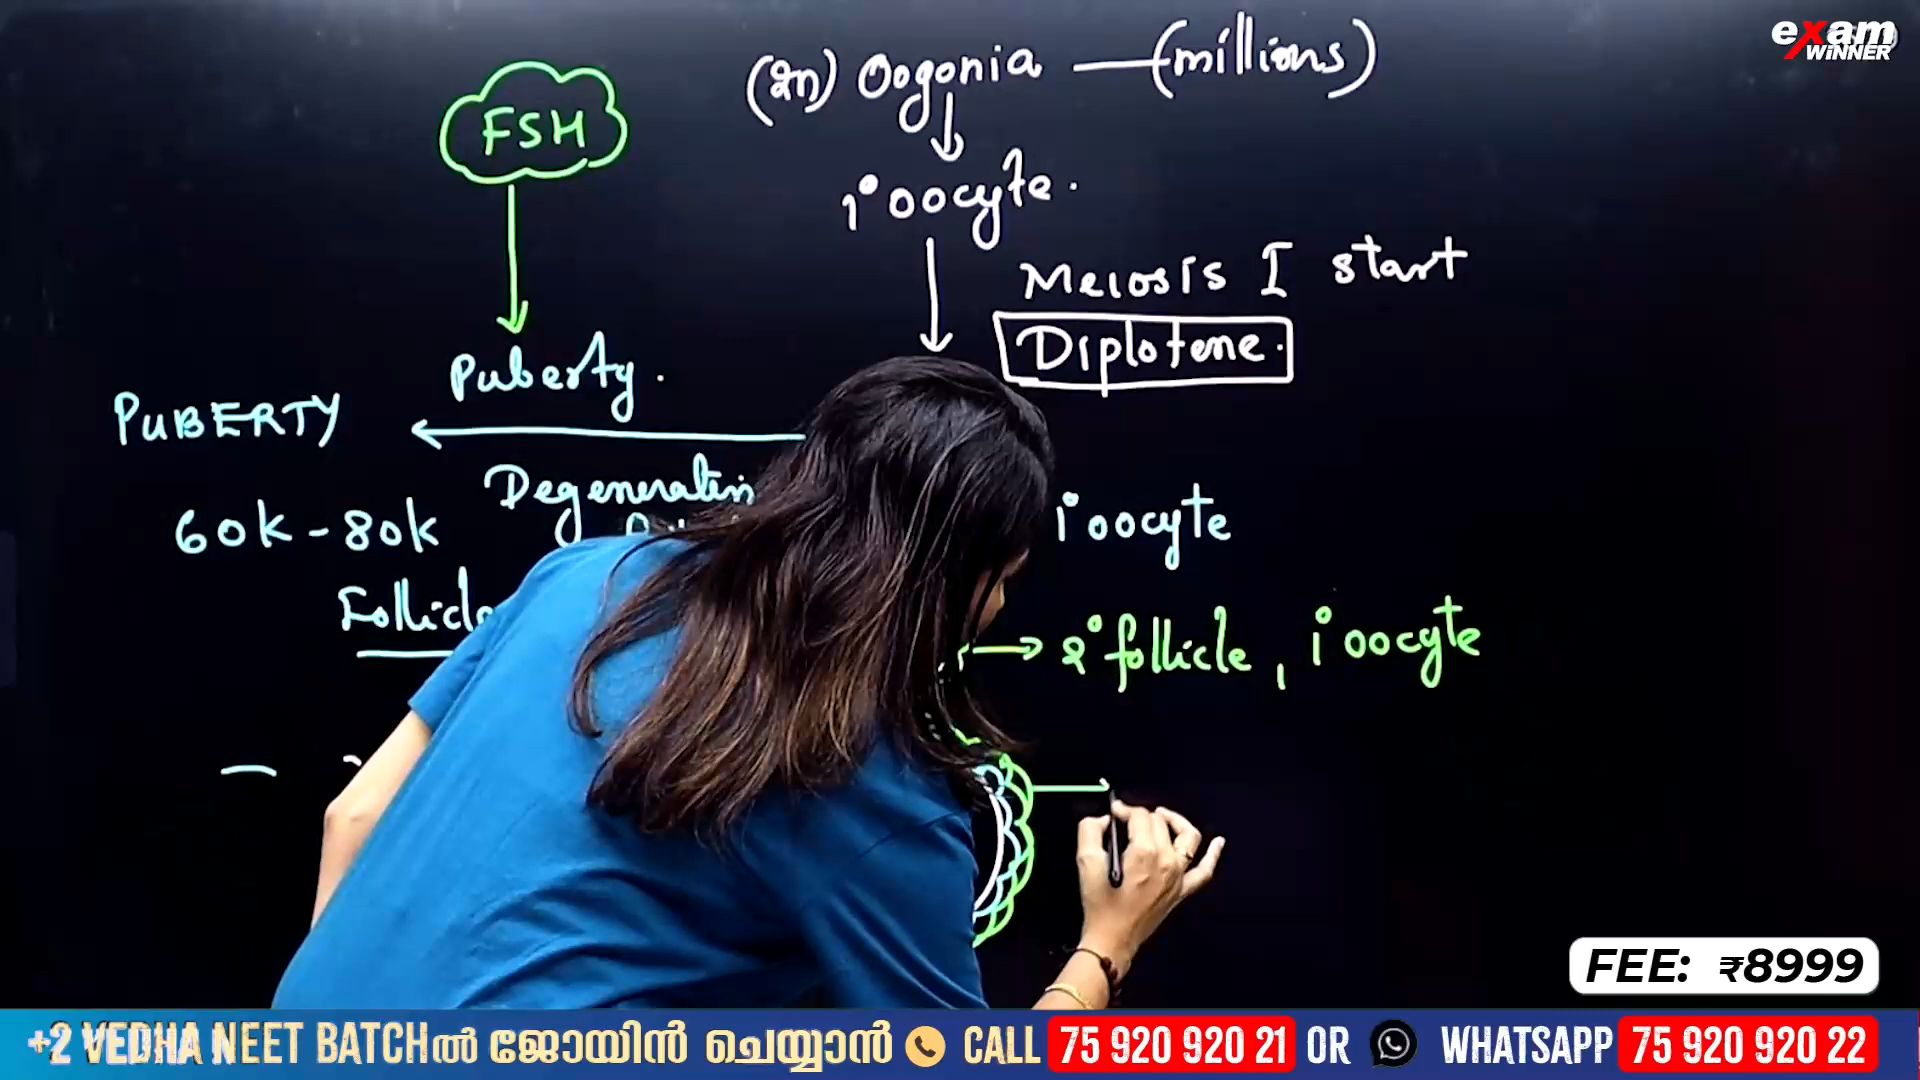 exam
WINNER
(2n) Oogonia — (millions)
FSH
1° oocyte.
Meiosis I start
Diplotene.
Puberty.
PUBERTY
Degeneration
60k - 80k
1° oocyte
Follicle
2° follicle, 1° oocyte
FEE: ₹8999
+2 VEDHA NEET BATCHൽ ജോയിൻ ചെയ്യാൻ CALL 75 920 920 21 OR WHATSAPP 75 920 920 22